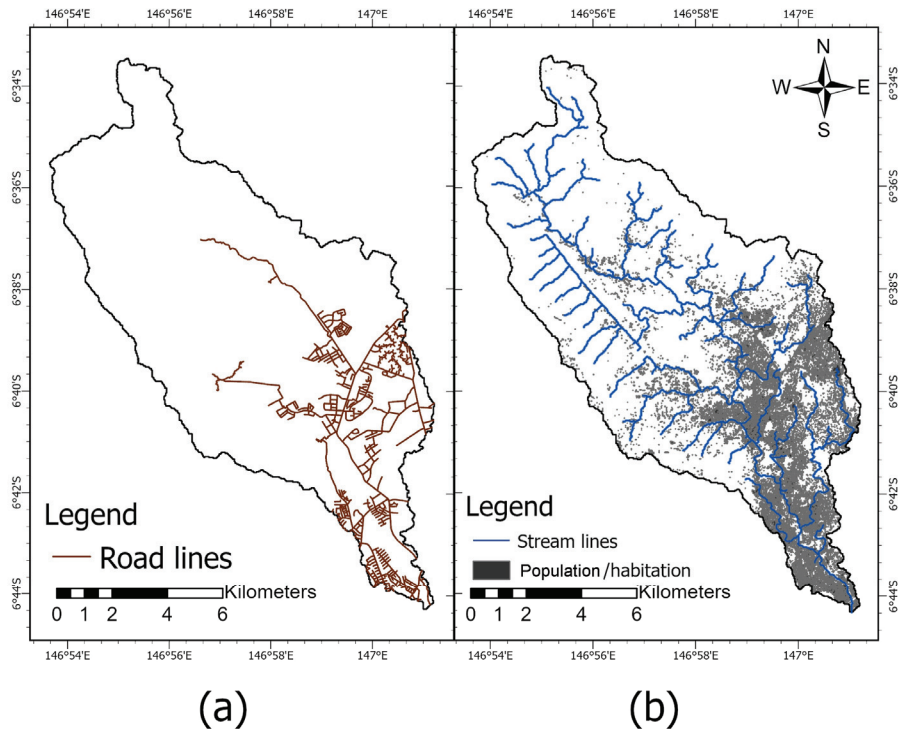 146°54'E 146°56'E 146°58'E 147°E
146°54'E 146°56'E 146°58'E 147°E
6°34'S
6°36'S
6°38'S
6°40'S
6°42'S
6°44'S
Legend
Road lines
0 1 2 4 6 Kilometers
146°54'E 146°56'E 146°58'E 147°E
(a)
N
W E
S
6°34'S
6°36'S
6°38'S
6°40'S
6°42'S
6°44'S
Legend
Stream lines
Population/habitation
0 1 2 4 6 Kilometers
146°54'E 146°56'E 146°58'E 147°E
(b)